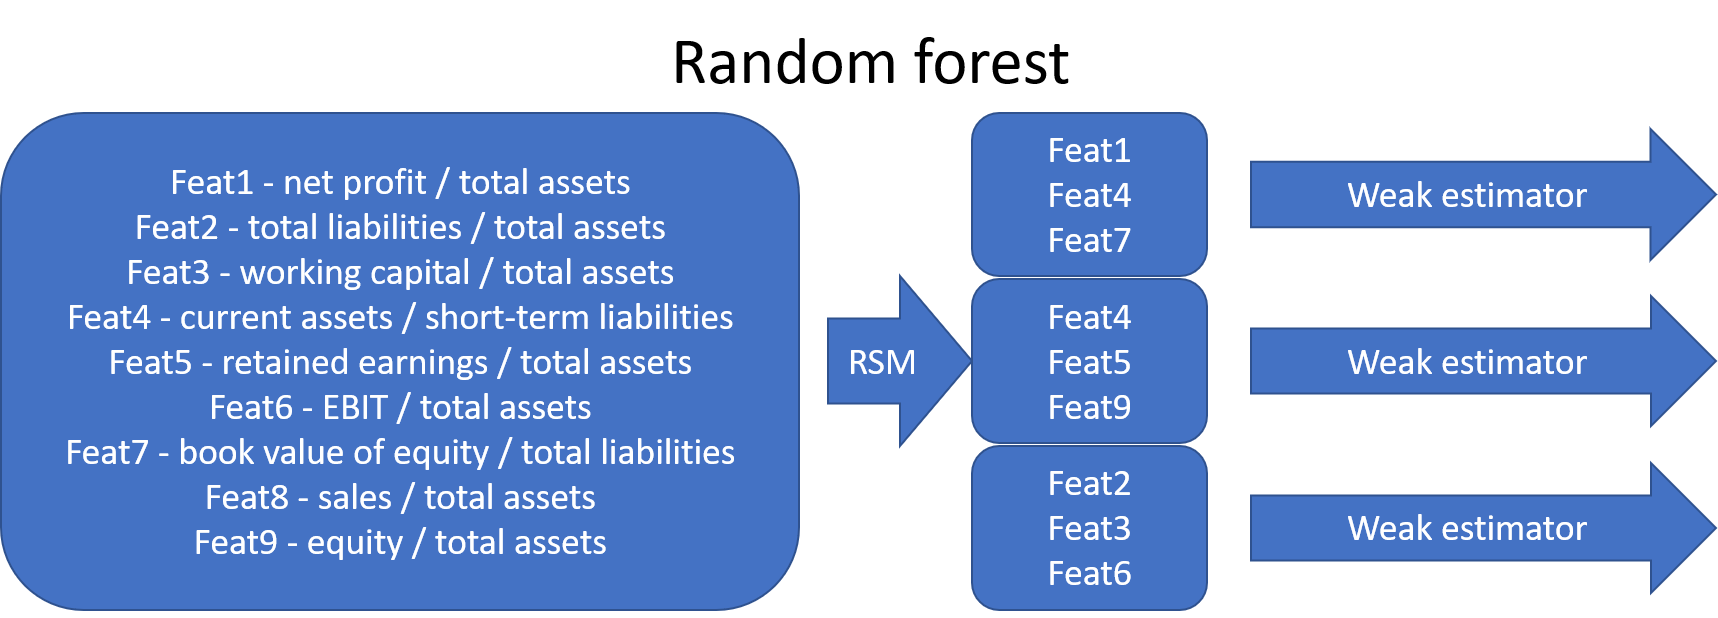 Random forest
Feat1 - net profit / total assets
Feat2 - total liabilities / total assets
Feat3 - working capital / total assets
Feat4 - current assets / short-term liabilities
Feat5 - retained earnings / total assets
Feat6 - EBIT / total assets
Feat7 - book value of equity / total liabilities
Feat8 - sales / total assets
Feat9 - equity / total assets
RSM
Feat1
Feat4
Feat7
Weak estimator
Feat4
Feat5
Feat9
Weak estimator
Feat2
Feat3
Feat6
Weak estimator